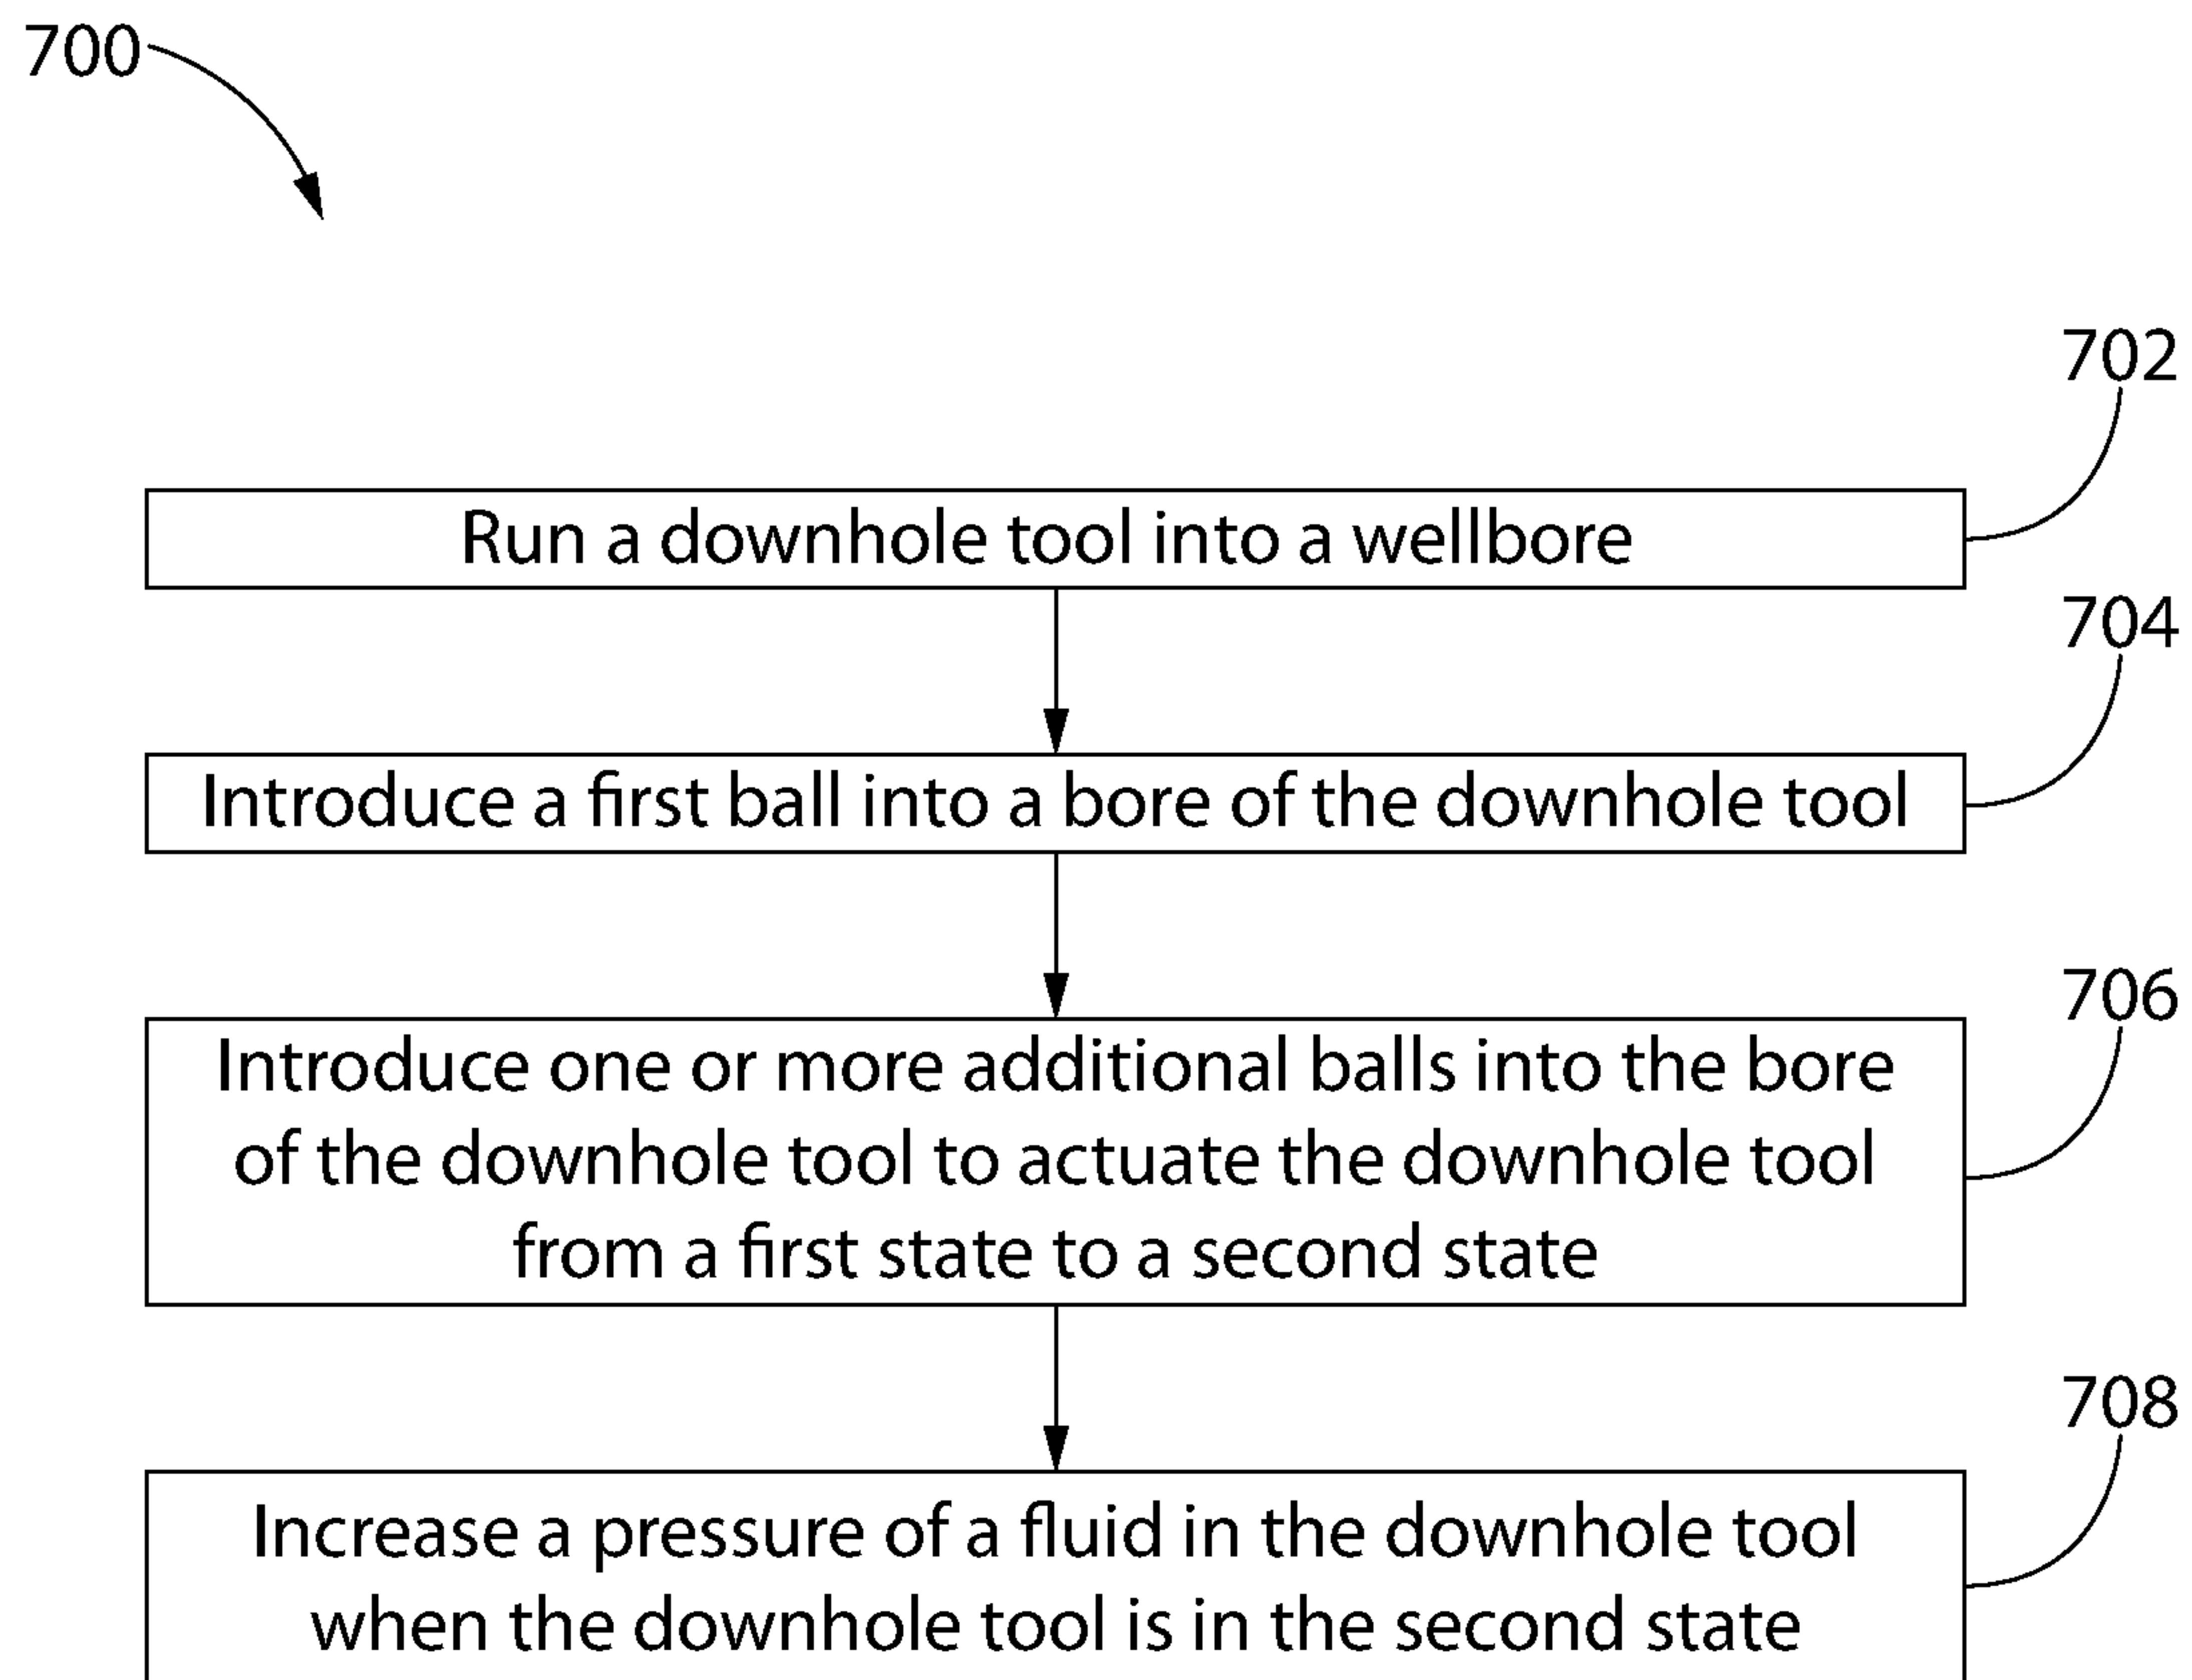 700
702
Run a downhole tool into a wellbore
704
Introduce a first ball into a bore of the downhole tool
706
Introduce one or more additional balls into the bore
of the downhole tool to actuate the downhole tool
from a first state to a second state
708
Increase a pressure of a fluid in the downhole tool
when the downhole tool is in the second state